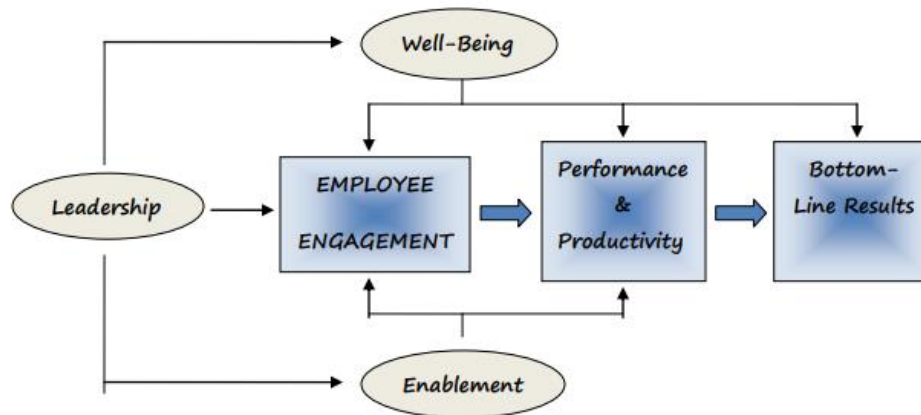 Well-Being
Leadership
EMPLOYEE
ENGAGEMENT
Performance
&
Productivity
Bottom-
Line Results
Enablement